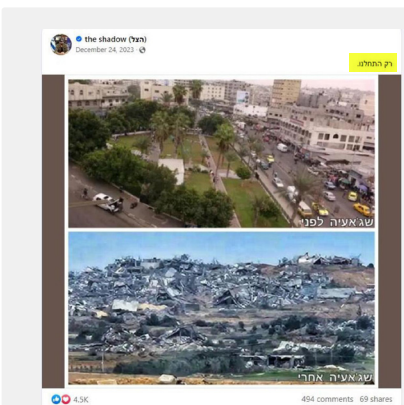 the shadow (הצל)
December 24, 2023
רק התחלנו.
שג'אעיה לפני
שג'אעיה אחרי
4.5K
494 comments 69 shares